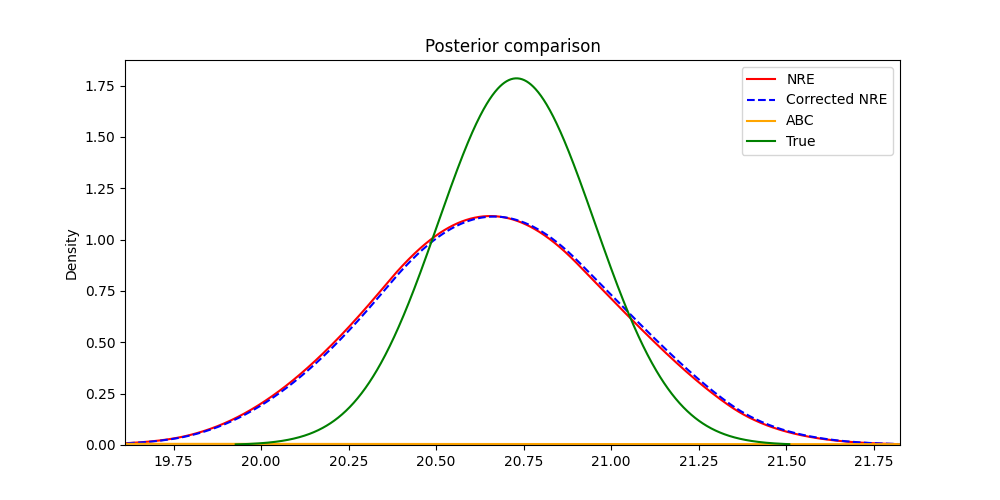 Posterior comparison
NRE
Corrected NRE
ABC
True
Density
1.75
1.50
1.25
1.00
0.75
0.50
0.25
0.00
19.75 20.00 20.25 20.50 20.75 21.00 21.25 21.50 21.75